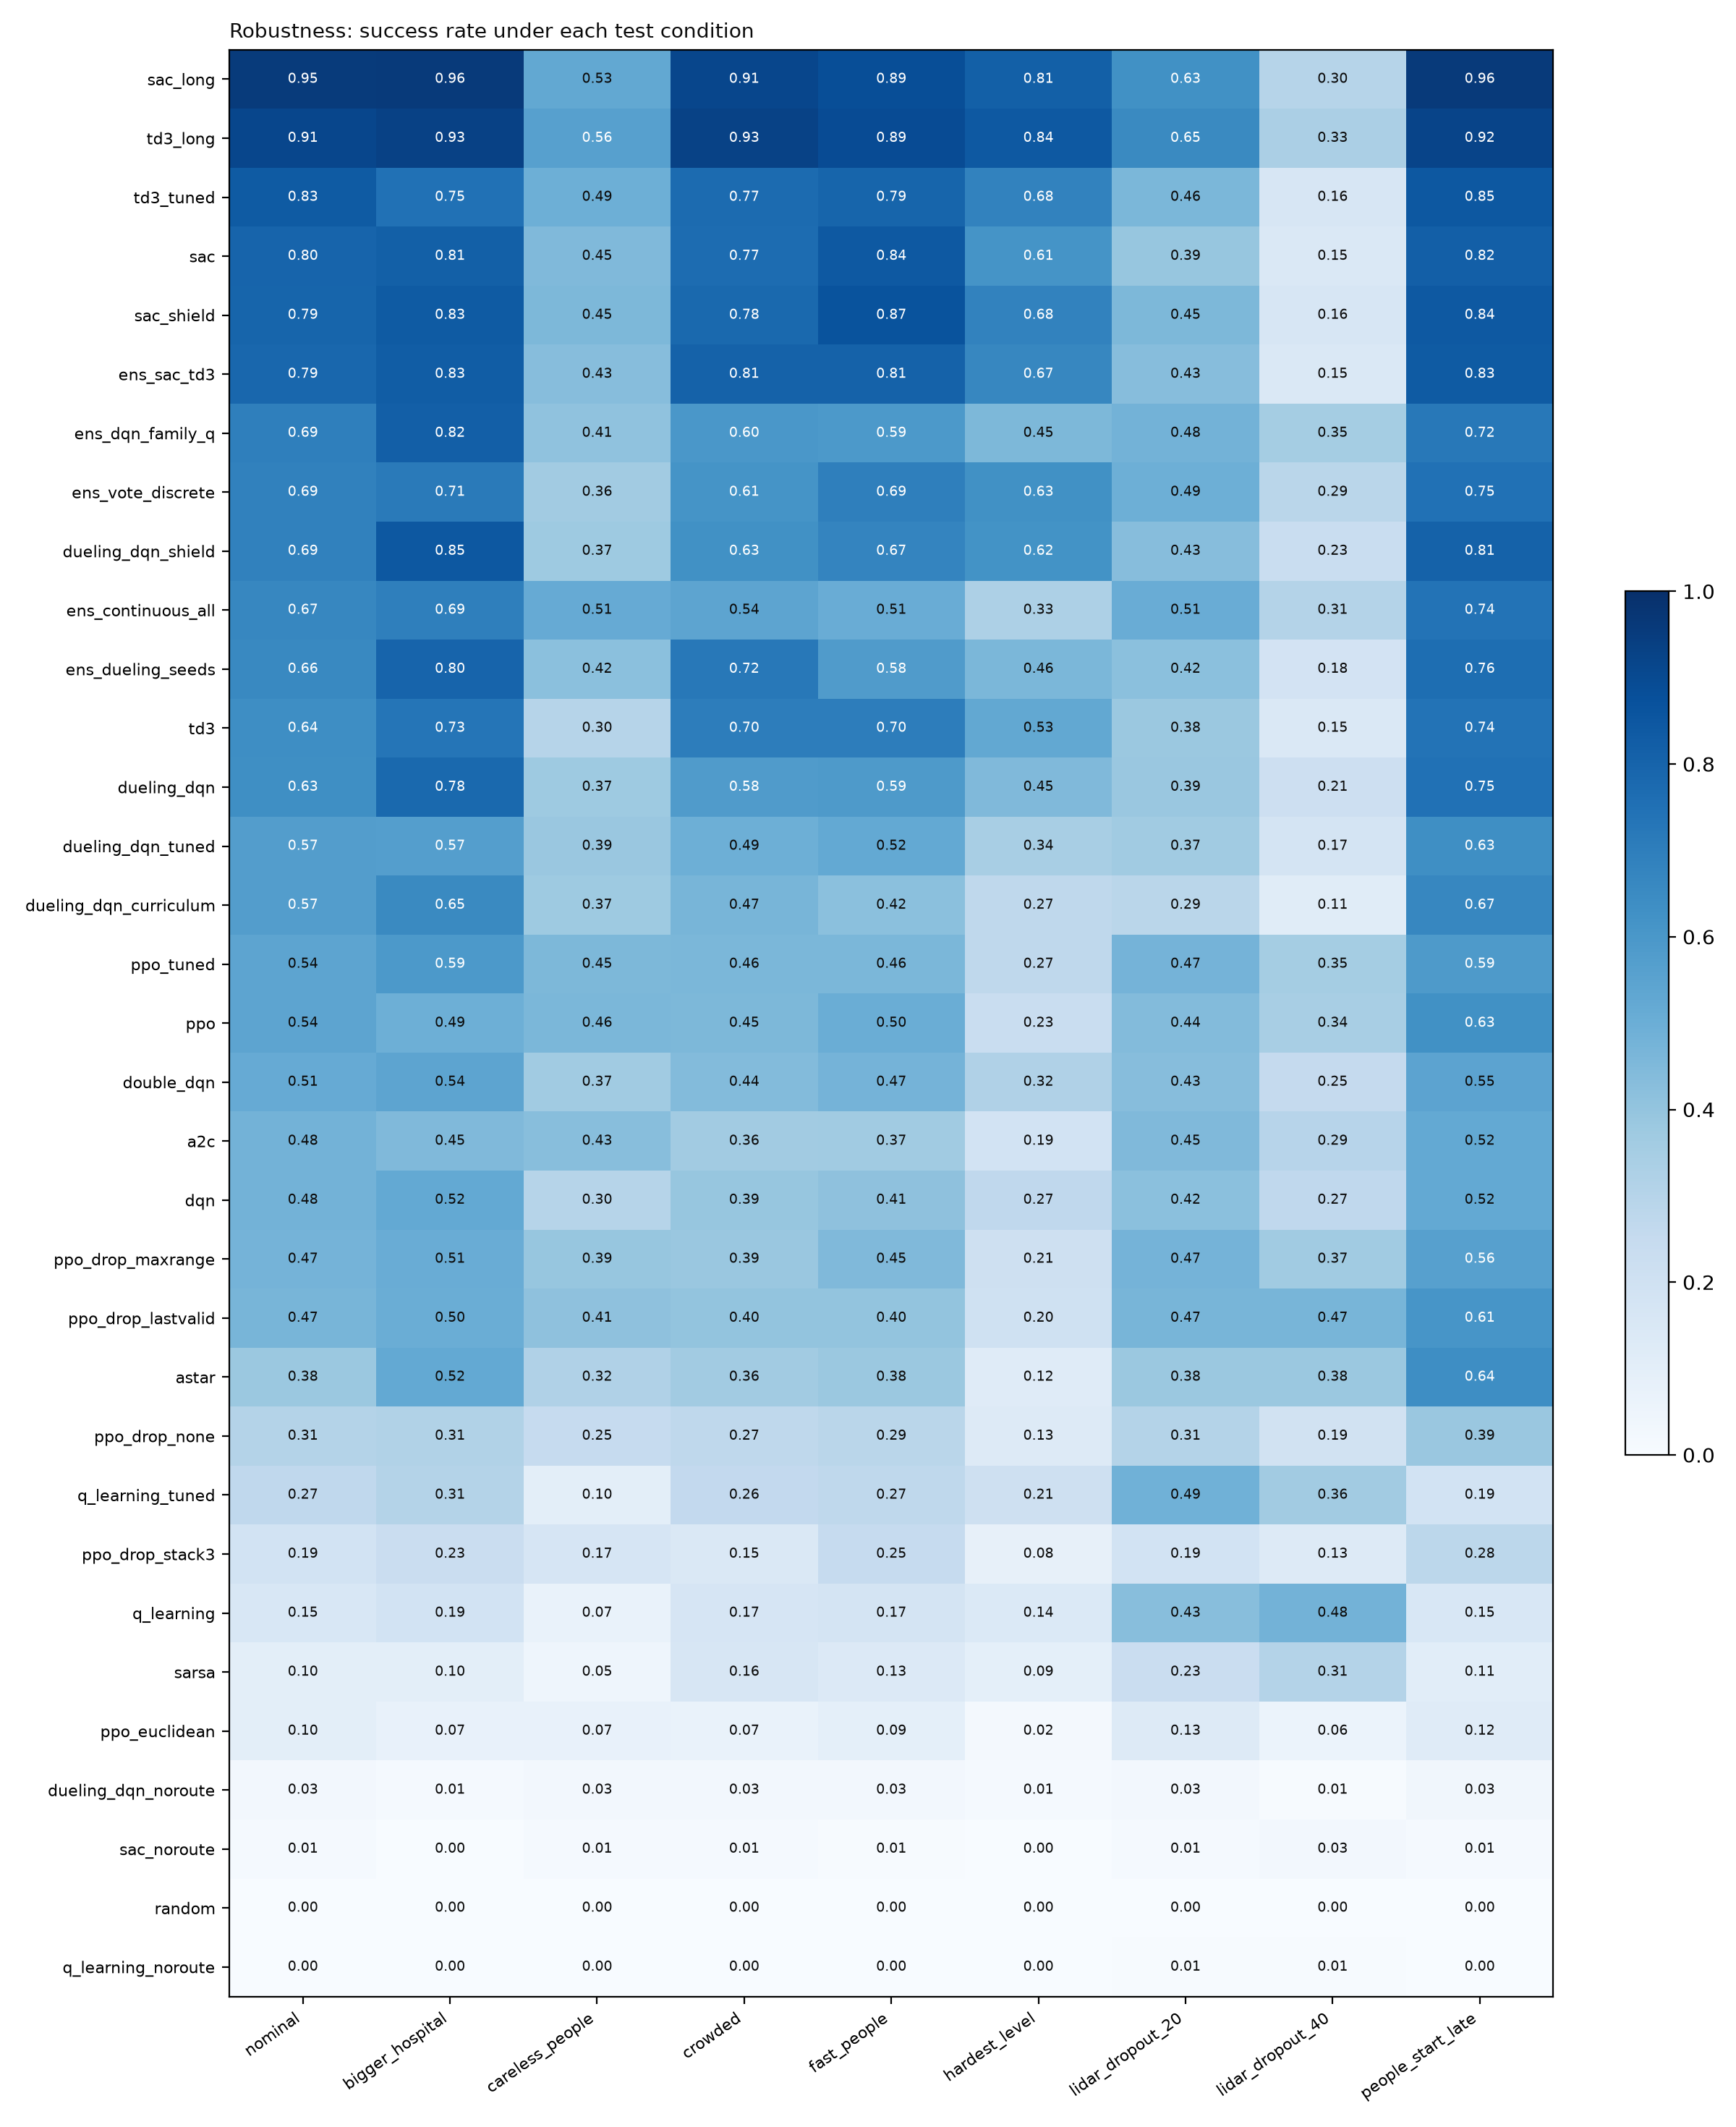 Robustness: success rate under each test condition
sac_long 0.95 0.96 0.53 0.91 0.89 0.81 0.63 0.30 0.96
td3_long 0.91 0.93 0.56 0.93 0.89 0.84 0.65 0.33 0.92
td3_tuned 0.83 0.75 0.49 0.77 0.79 0.68 0.46 0.16 0.85
sac 0.80 0.81 0.45 0.77 0.84 0.61 0.39 0.15 0.82
sac_shield 0.79 0.83 0.45 0.78 0.87 0.68 0.45 0.16 0.84
ens_sac_td3 0.79 0.83 0.43 0.81 0.81 0.67 0.43 0.15 0.83
ens_dqn_family_q 0.69 0.82 0.41 0.60 0.59 0.45 0.48 0.35 0.72
ens_vote_discrete 0.69 0.71 0.36 0.61 0.69 0.63 0.49 0.29 0.75
dueling_dqn_shield 0.69 0.85 0.37 0.63 0.67 0.62 0.43 0.23 0.81
ens_continuous_all 0.67 0.69 0.51 0.54 0.51 0.33 0.51 0.31 0.74
1.0
ens_dueling_seeds 0.66 0.80 0.42 0.72 0.58 0.46 0.42 0.18 0.76
td3 0.64 0.73 0.30 0.70 0.70 0.53 0.38 0.15 0.74
0.8
dueling_dqn 0.63 0.78 0.37 0.58 0.59 0.45 0.39 0.21 0.75
dueling_dqn_tuned 0.57 0.57 0.39 0.49 0.52 0.34 0.37 0.17 0.63
dueling_dqn_curriculum 0.57 0.65 0.37 0.47 0.42 0.27 0.29 0.11 0.67
0.6
ppo_tuned 0.54 0.59 0.45 0.46 0.46 0.27 0.47 0.35 0.59
ppo 0.54 0.49 0.46 0.45 0.50 0.23 0.44 0.34 0.63
double_dqn 0.51 0.54 0.37 0.44 0.47 0.32 0.43 0.25 0.55
0.4
a2c 0.48 0.45 0.43 0.36 0.37 0.19 0.45 0.29 0.52
dqn 0.48 0.52 0.30 0.39 0.41 0.27 0.42 0.27 0.52
ppo_drop_maxrange 0.47 0.51 0.39 0.39 0.45 0.21 0.47 0.37 0.56
0.2
ppo_drop_lastvalid 0.47 0.50 0.41 0.40 0.40 0.20 0.47 0.47 0.61
astar 0.38 0.52 0.32 0.36 0.38 0.12 0.38 0.38 0.64
ppo_drop_none 0.31 0.31 0.25 0.27 0.29 0.13 0.31 0.19 0.39
0.0
q_learning_tuned 0.27 0.31 0.10 0.26 0.27 0.21 0.49 0.36 0.19
ppo_drop_stack3 0.19 0.23 0.17 0.15 0.25 0.08 0.19 0.13 0.28
q_learning 0.15 0.19 0.07 0.17 0.17 0.14 0.43 0.48 0.15
sarsa 0.10 0.10 0.05 0.16 0.13 0.09 0.23 0.31 0.11
ppo_euclidean 0.10 0.07 0.07 0.07 0.09 0.02 0.13 0.06 0.12
dueling_dqn_noroute 0.03 0.01 0.03 0.03 0.03 0.01 0.03 0.01 0.03
sac_noroute 0.01 0.00 0.01 0.01 0.01 0.00 0.01 0.03 0.01
random 0.00 0.00 0.00 0.00 0.00 0.00 0.00 0.00 0.00
q_learning_noroute 0.00 0.00 0.00 0.00 0.00 0.00 0.01 0.01 0.00
nominal bigger_hospital careless_people crowded fast_people hardest_level lidar_dropout_20 lidar_dropout_40 people_start_late